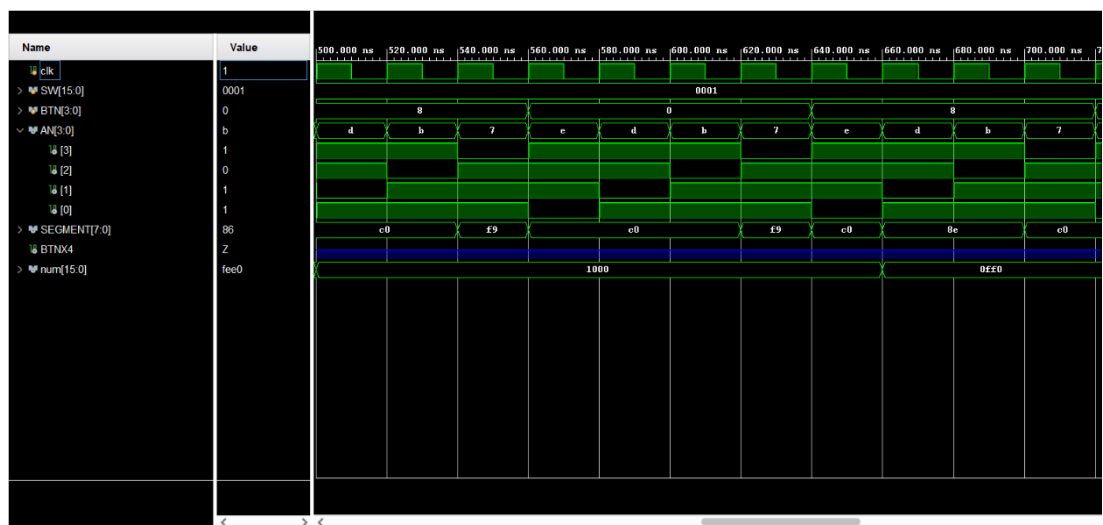 Name Value 500.000 ns 520.000 ns 540.000 ns 560.000 ns 580.000 ns 600.000 ns 620.000 ns 640.000 ns 660.000 ns 680.000 ns 700.000 ns 7
clk 1
SW[15:0] 0001 0001
BTN[3:0] 0 8 0 8
AN[3:0] b d b 7 e d b 7 e d b 7
[3] 1
[2] 0
[1] 1
[0] 1
SEGMENT[7:0] 86 c0 f9 c0 f9 c0 8e c0
BTNX4 Z
num[15:0] fee0 1000 0ff0